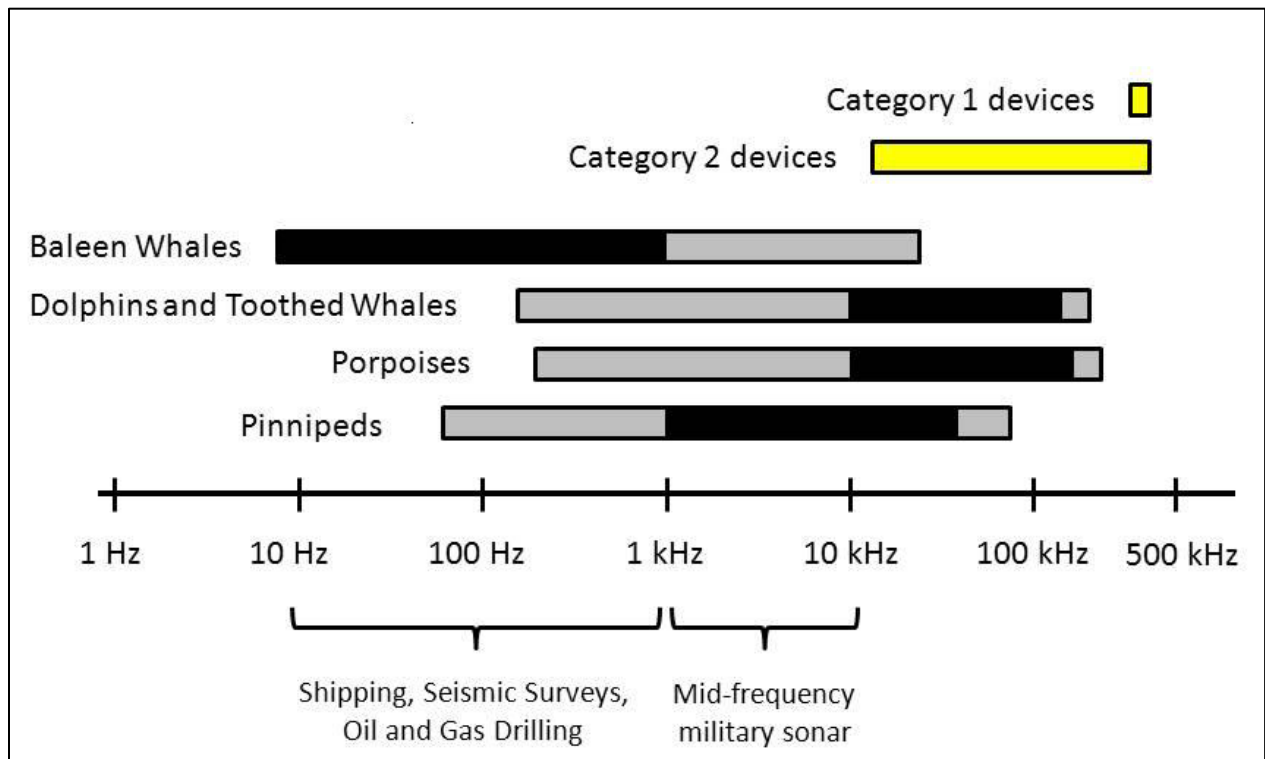 Category 1 devices
Category 2 devices
Baleen Whales
Dolphins and Toothed Whales
Porpoises
Pinnipeds
1 Hz 10 Hz 100 Hz 1 kHz 10 kHz 100 kHz 500 kHz
Shipping, Seismic Surveys, Mid-frequency
Oil and Gas Drilling military sonar